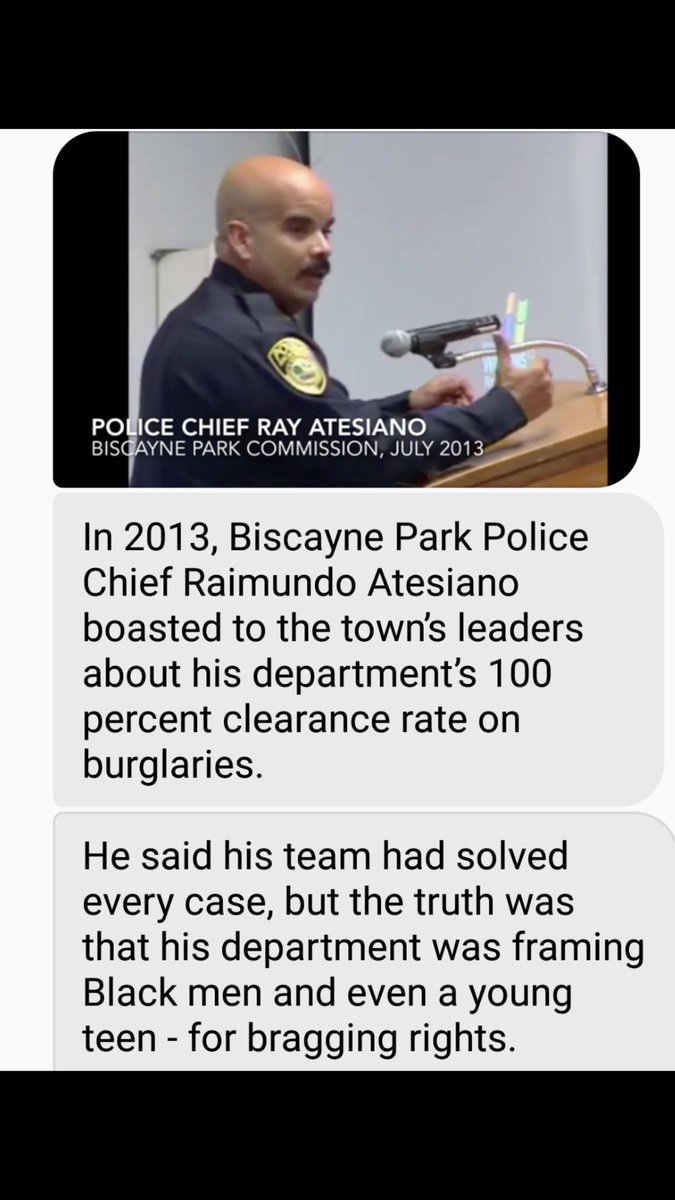 POLICE CHIEF RAY ATESIANO
BISCAYNE PARK COMMISSION, JULY 2013
In 2013, Biscayne Park Police
Chief Raimundo Atesiano
boasted to the town’s leaders
about his department’s 100
percent clearance rate on
burglaries.
He said his team had solved
every case, but the truth was
that his department was framing
Black men and even a young
teen - for bragging rights.